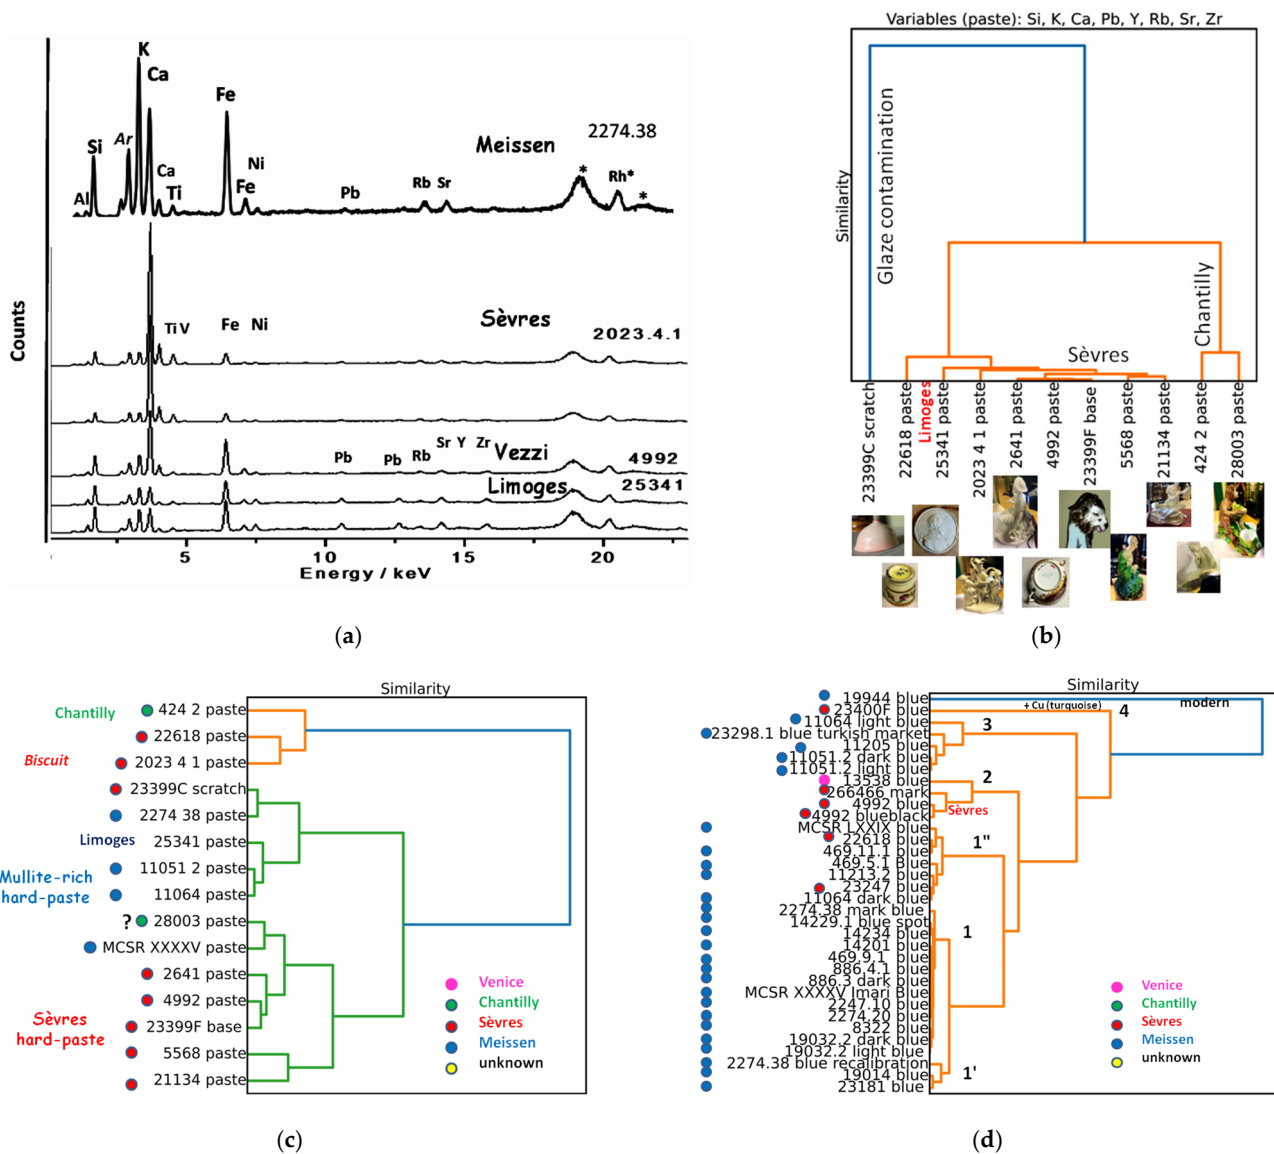 K
Ca
Fe
Ar
Si
Meissen
2274.38
Ca
Ni
Al
Ti
Fe
Pb
Rb
Sr
*
Rh*
*
Counts
Ti V
Fe
Ni
Sèvres
2023.4.1
Pb
Pb
Rb
Sr Y Zr
Vezzi
4992
Limoges
25341
5
10
15
20
Energy / keV
(a)
Variables (paste): Si, K, Ca, Pb, Y, Rb, Sr, Zr
Similarity
Glaze contamination
Sèvres
Chantilly
23399C scratch
22618 paste
Limoges
25341 paste
2023 4 1 paste
2641 paste
4992 paste
23399F base
5568 paste
21134 paste
424 2 paste
28003 paste
(b)
Similarity
Chantilly
424 2 paste
22618 paste
Biscuit
2023 4 1 paste
23399C scratch
2274 38 paste
Limoges
25341 paste
11051 2 paste
Mullite-rich
hard-paste
11064 paste
? 28003 paste
MCSR XXXXV paste
2641 paste
4992 paste
Sèvres
hard-paste
23399F base
5568 paste
21134 paste
Venice
Chantilly
Sèvres
Meissen
unknown
(c)
Similarity
19944 blue
23400F blue
+ Cu (turquoise)
4
modern
11064 light blue
23298.1 blue turkish market
3
11205 blue
11051.2 dark blue
11051.2 light blue
13538 blue
2
266466 mark
4992 blue
Sèvres
4992 blueblack
MCSR LXXIX blue
22618 blue
1"
469.11.1 blue
469.5.1 Blue
11213.2 blue
23247 blue
11064 dark blue
2274.38 mark blue
14229.1 blue spot
14234 blue
1
14201 blue
469.9.1 blue
886.4.1 blue
886.3 dark blue
MCSR XXXXV Imari Blue
2247.10 blue
2274.20 blue
8322 blue
19032.2 dark blue
19032.2 light blue
2274.38 blue recalibration
19014 blue
1'
23181 blue
Venice
Chantilly
Sèvres
Meissen
unknown
(d)